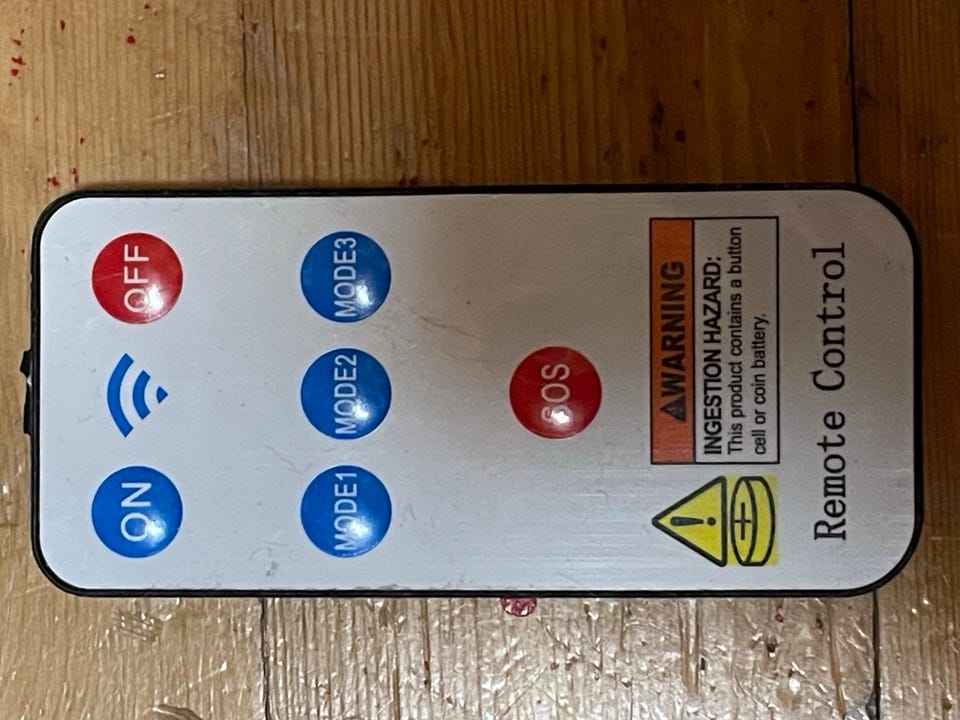 ON OFF
MODE1 MODE2 MODE3
SOS
⚠WARNING
INGESTION HAZARD:
This product contains a button
cell or coin battery.
Remote Control